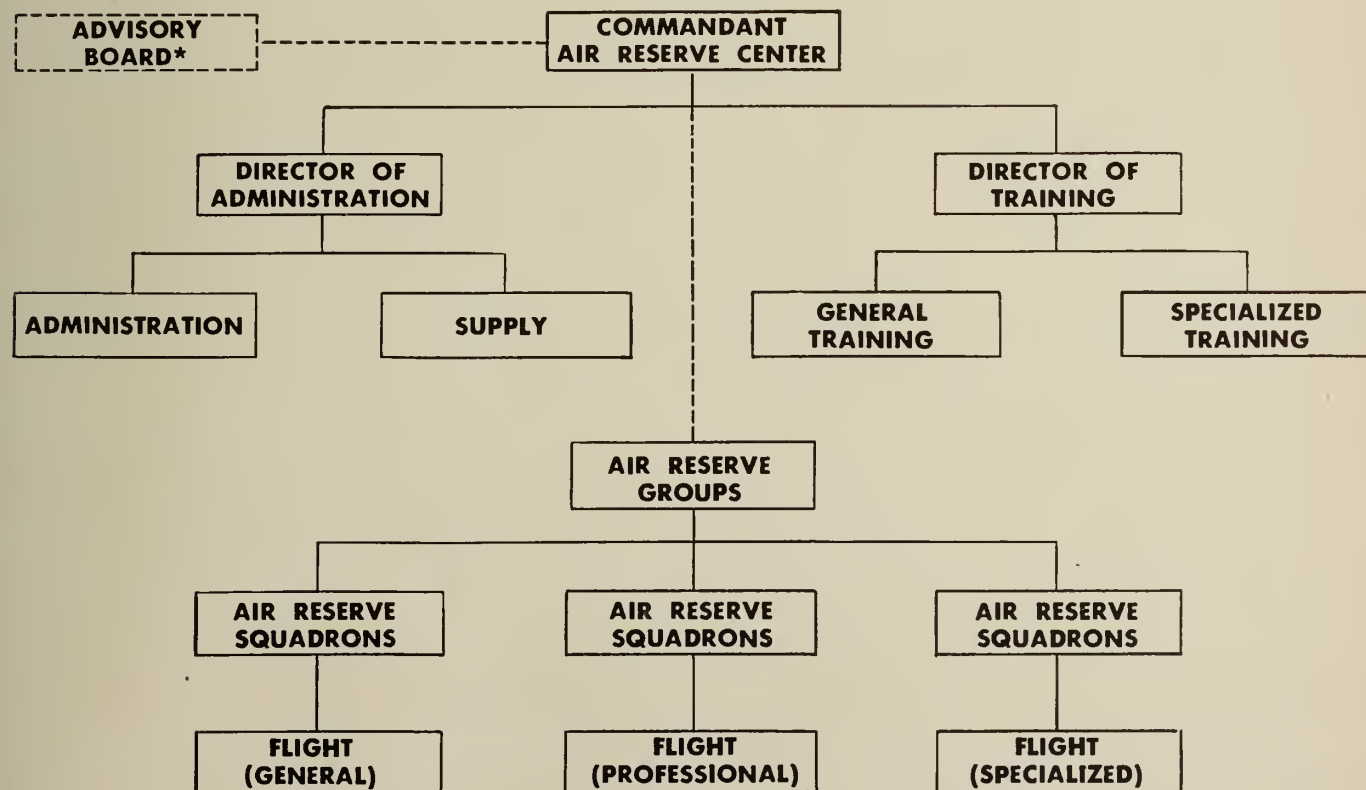 ADVISORY
BOARD*
COMMANDANT
AIR RESERVE CENTER
DIRECTOR OF
ADMINISTRATION
DIRECTOR OF
TRAINING
ADMINISTRATION
SUPPLY
GENERAL
TRAINING
SPECIALIZED
TRAINING
AIR RESERVE
GROUPS
AIR RESERVE
SQUADRONS
AIR RESERVE
SQUADRONS
AIR RESERVE
SQUADRONS
FLIGHT
(GENERAL)
FLIGHT
(PROFESSIONAL)
FLIGHT
(SPECIALIZED)